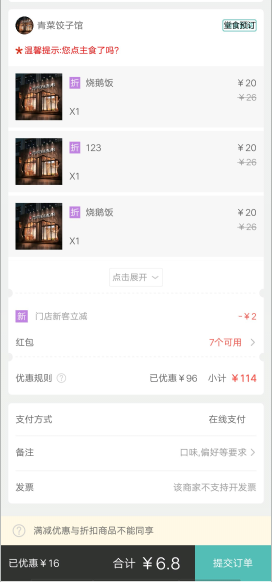 青菜饺子馆 堂食预订
★温馨提示:您点主食了吗?
折 烧鹅饭 ￥20
￥26
X1
折 123 ￥20
￥26
X1
折 烧鹅饭 ￥20
￥26
X1
点击展开
新 门店新客立减 -￥2
红包 7个可用
优惠规则 已优惠￥96 小计 ￥114
支付方式 在线支付
备注 口味,偏好等要求
发票 该商家不支持开发票
满减优惠与折扣商品不能同享
已优惠￥16 合计 ￥6.8 提交订单